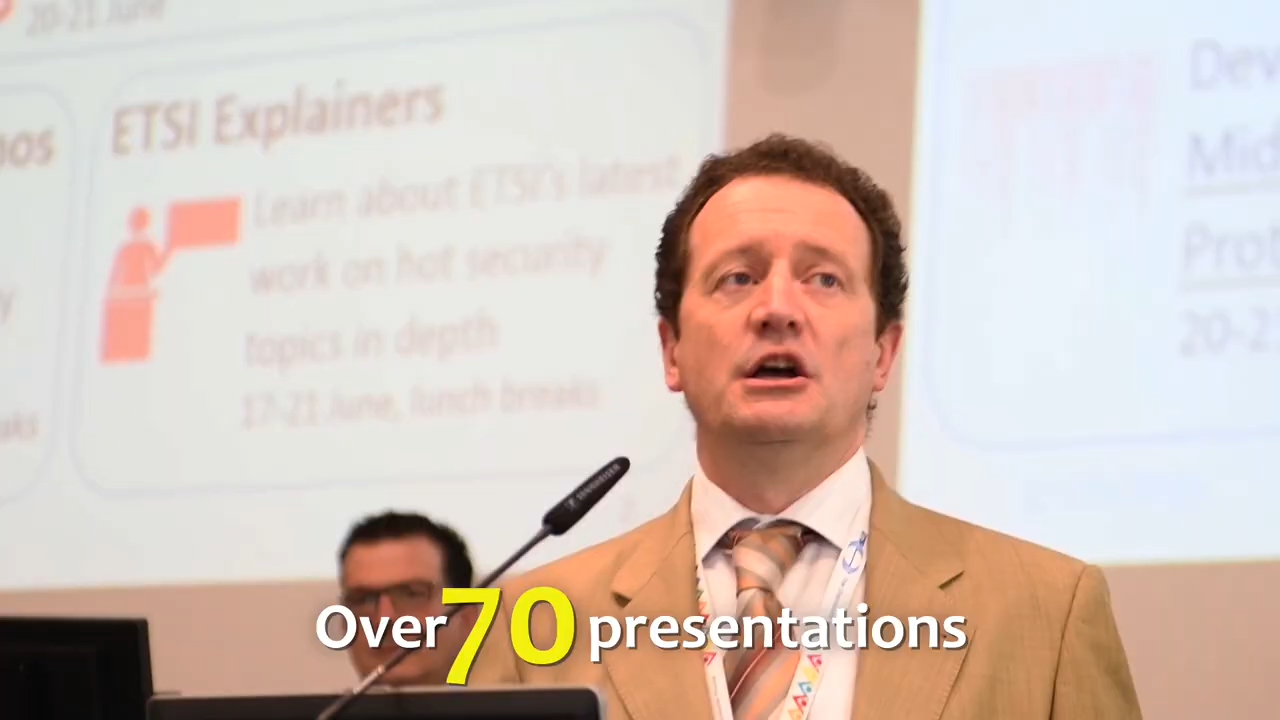 20-21 June
ETSI Explainers
Learn about ETSI's latest
work on hot security
topics in depth
17-21 June, lunch breaks
SENNHEISER
Over 70 presentations